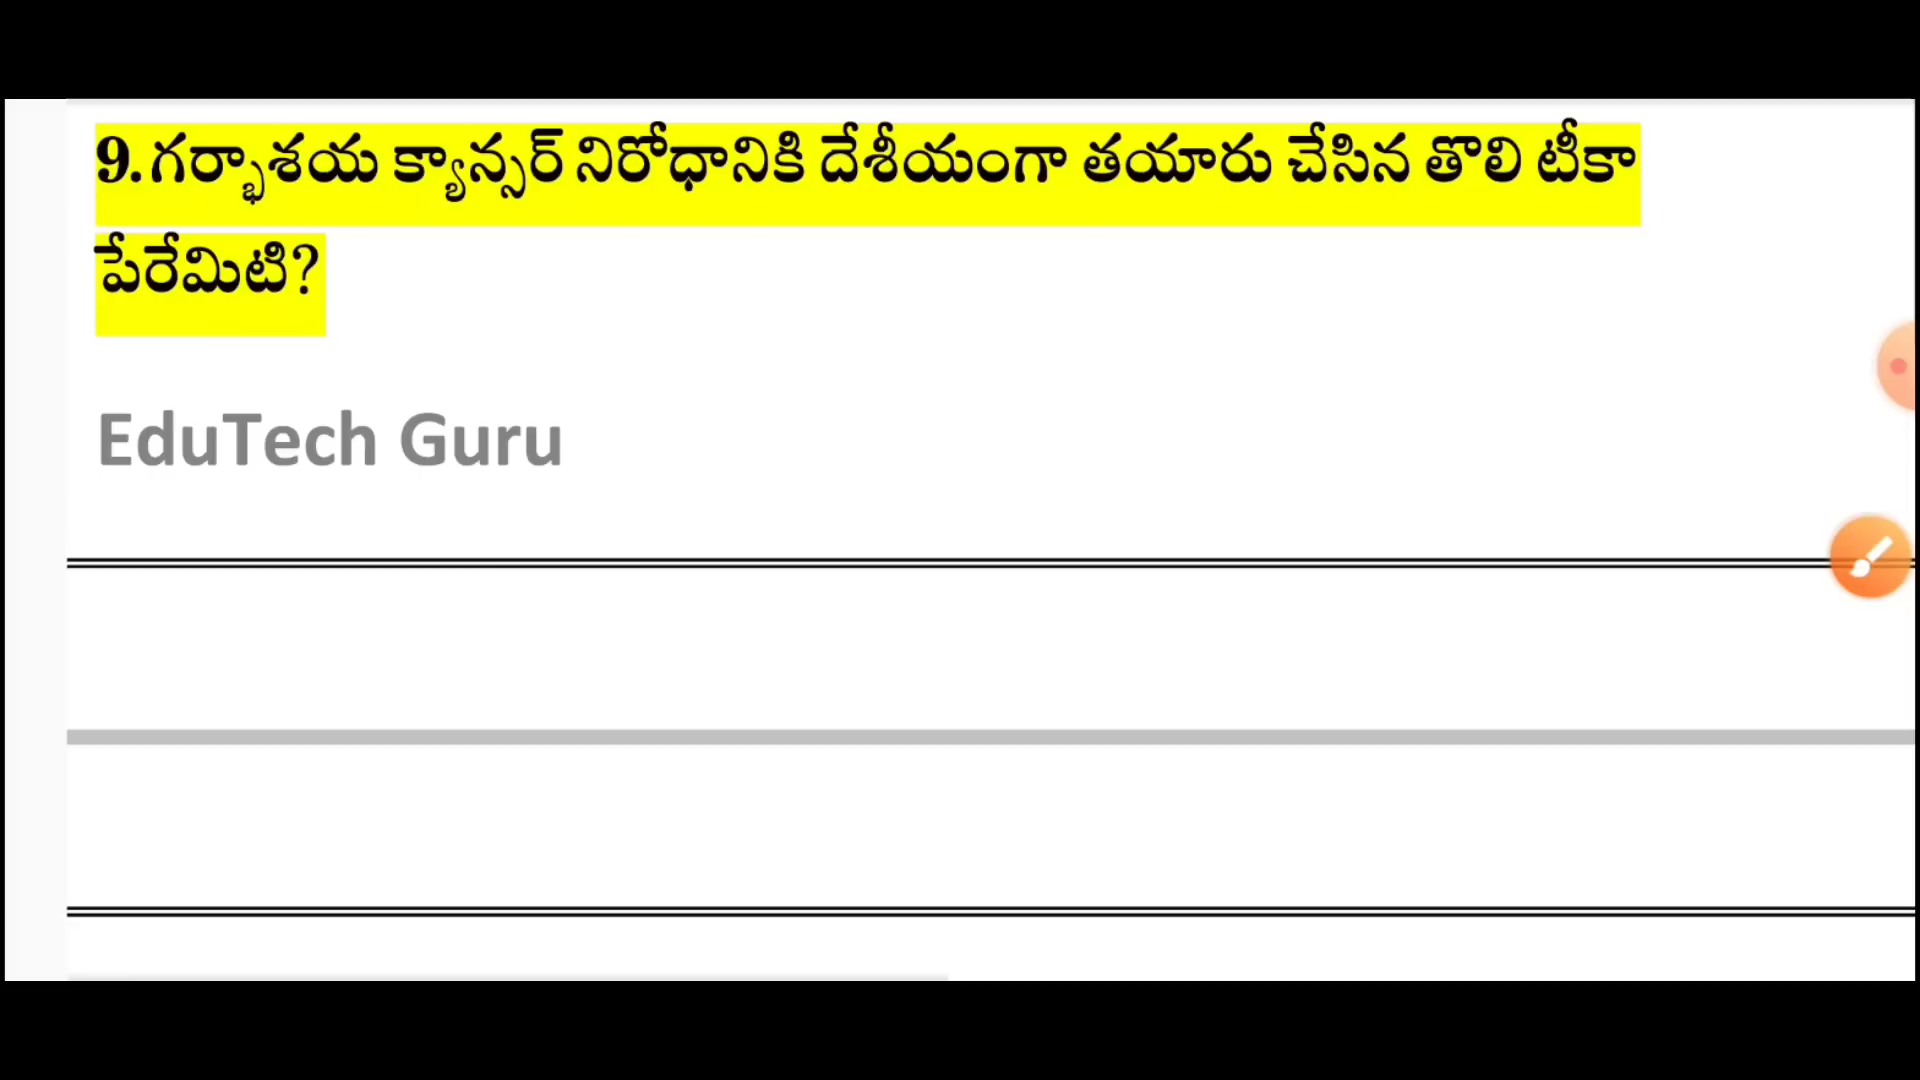 9. గర్భాశయ క్యాన్సర్ నిరోధానికి దేశీయంగా తయారు చేసిన తొలి టీకా
పేరేమిటి?
EduTech Guru